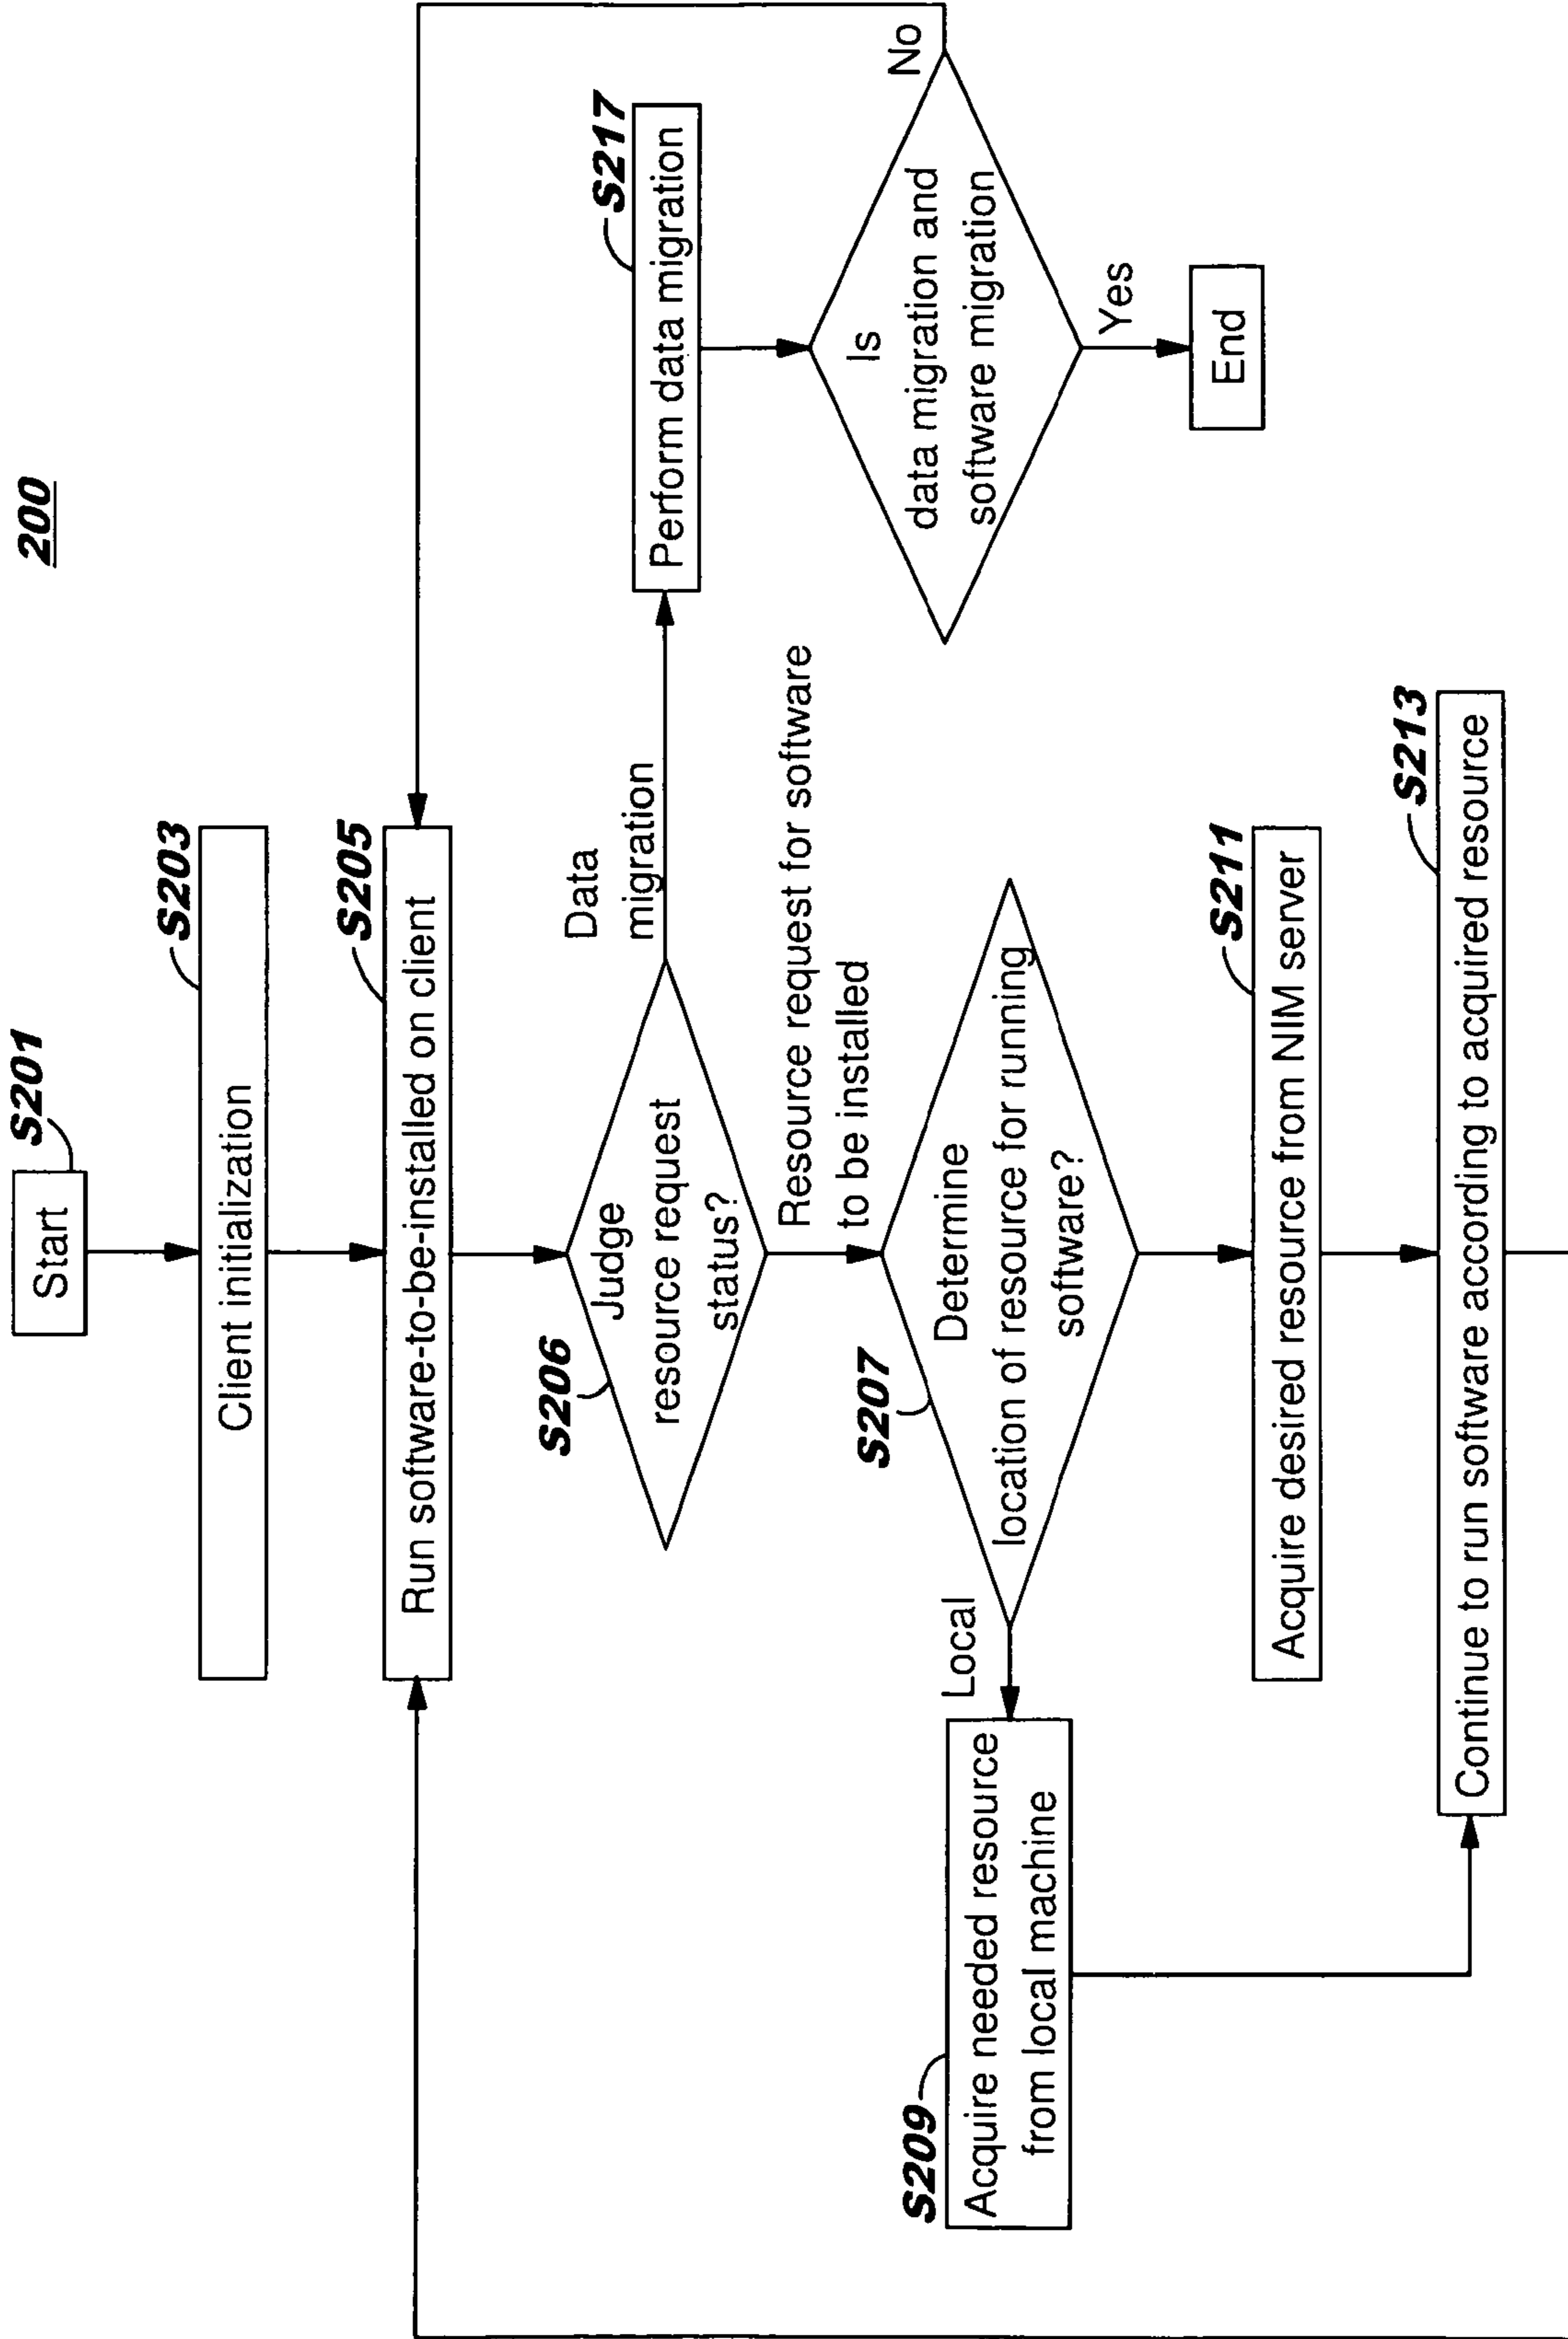 200
Start
S201
Client initialization
S203
Run software-to-be-installed on client
S205
Judge
resource request
status?
S206
Data
migration
Perform data migration
S217
Is
data migration and
software migration
No
Yes
End
Resource request for software
to be installed
Determine
location of resource for running
software?
S207
Local
Acquire needed resource
from local machine
S209
Acquire desired resource from NIM server
S211
Continue to run software according to acquired resource
S213